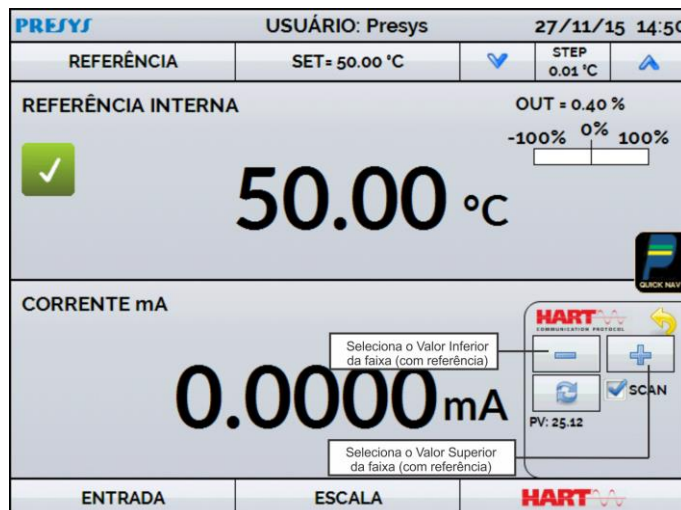 PRESYS USUÁRIO: Presys 27/11/15 14:50
REFERÊNCIA SET= 50.00 °C STEP
0.01 °C
REFERÊNCIA INTERNA OUT = 0.40 %
-100% 0% 100%
50.00 °C
QUICK NAV
CORRENTE mA
HART
COMMUNICATION PROTOCOL
Seleciona o Valor Inferior
da faixa (com referência)
SCAN
0.0000 mA
PV: 25.12
Seleciona o Valor Superior
da faixa (com referência)
ENTRADA ESCALA HART